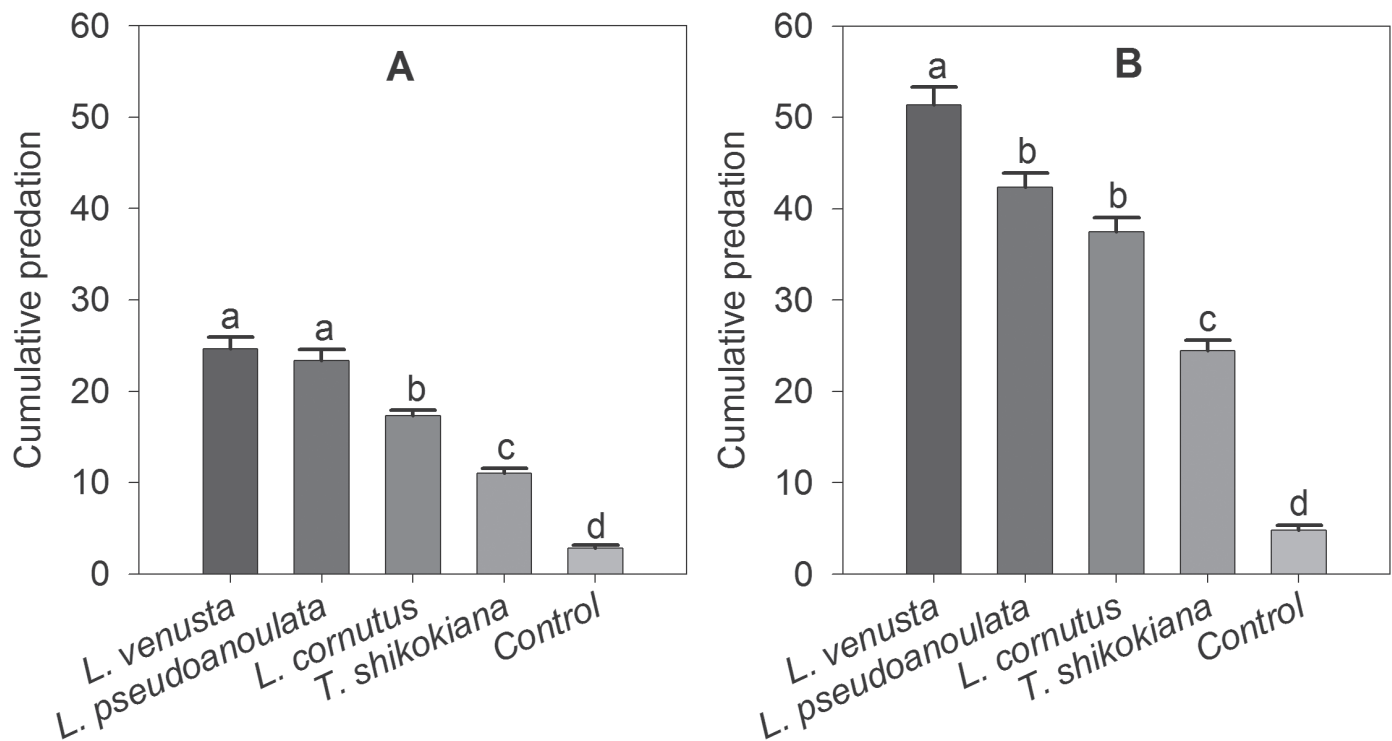 A
Cumulative predation
60
50
40
30
20
10
0
a
a
b
c
d
L. venusta
L. pseudoanoulata
L. cornutus
T. shikokiana
Control
B
Cumulative predation
60
50
40
30
20
10
0
a
b
b
c
d
L. venusta
L. pseudoanoulata
L. cornutus
T. shikokiana
Control